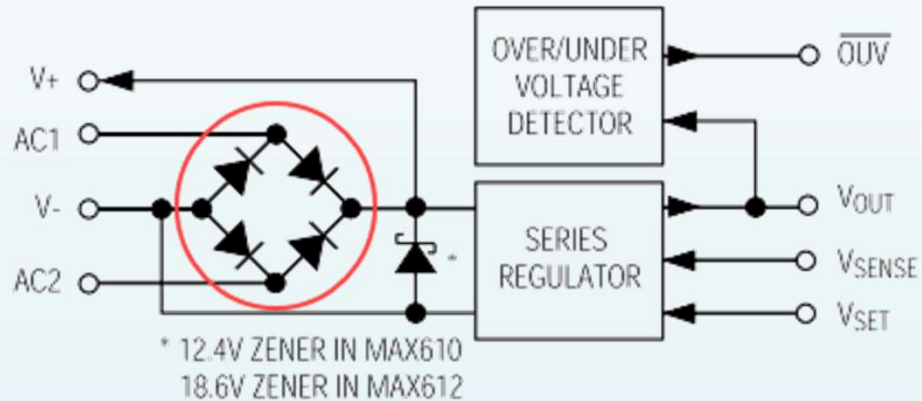 V+
AC1
V-
AC2
OVER/UNDER
VOLTAGE
DETECTOR
OUV
SERIES
REGULATOR
VOUT
VSENSE
VSET
*
* 12.4V ZENER IN MAX610
18.6V ZENER IN MAX612